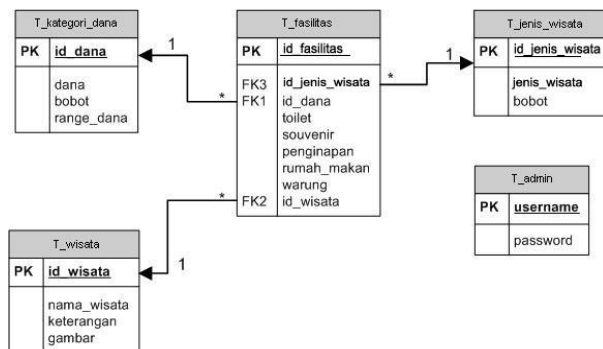 T_kategori_dana
PK id_dana
dana
bobot
range_dana
1
*
T_fasilitas
PK id_fasilitas
FK3 id_jenis_wisata
FK1 id_dana
toilet
souvenir
penginapan
rumah_makan
warung
FK2 id_wisata
*
1
T_jenis_wisata
PK id_jenis_wisata
jenis_wisata
bobot
T_admin
PK username
password
*
1
T_wisata
PK id_wisata
nama_wisata
keterangan
gambar